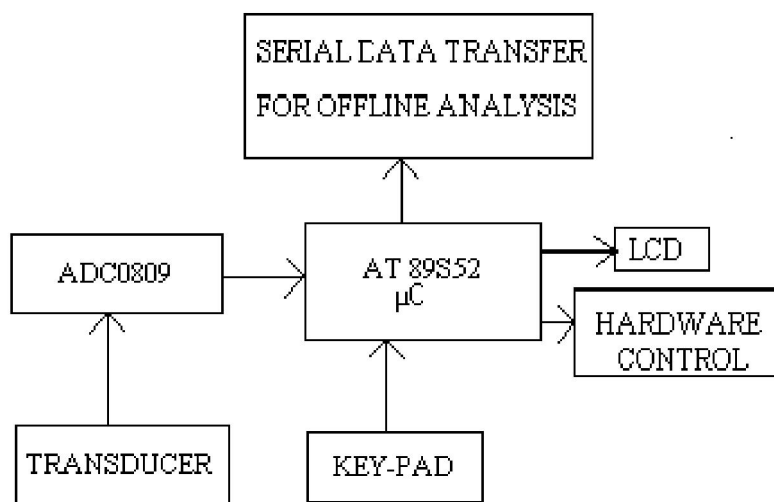 SERIAL DATA TRANSFER
FOR OFFLINE ANALYSIS
ADC0809
AT 89S52
µC
LCD
HARDWARE
CONTROL
TRANSDUCER
KEY-PAD